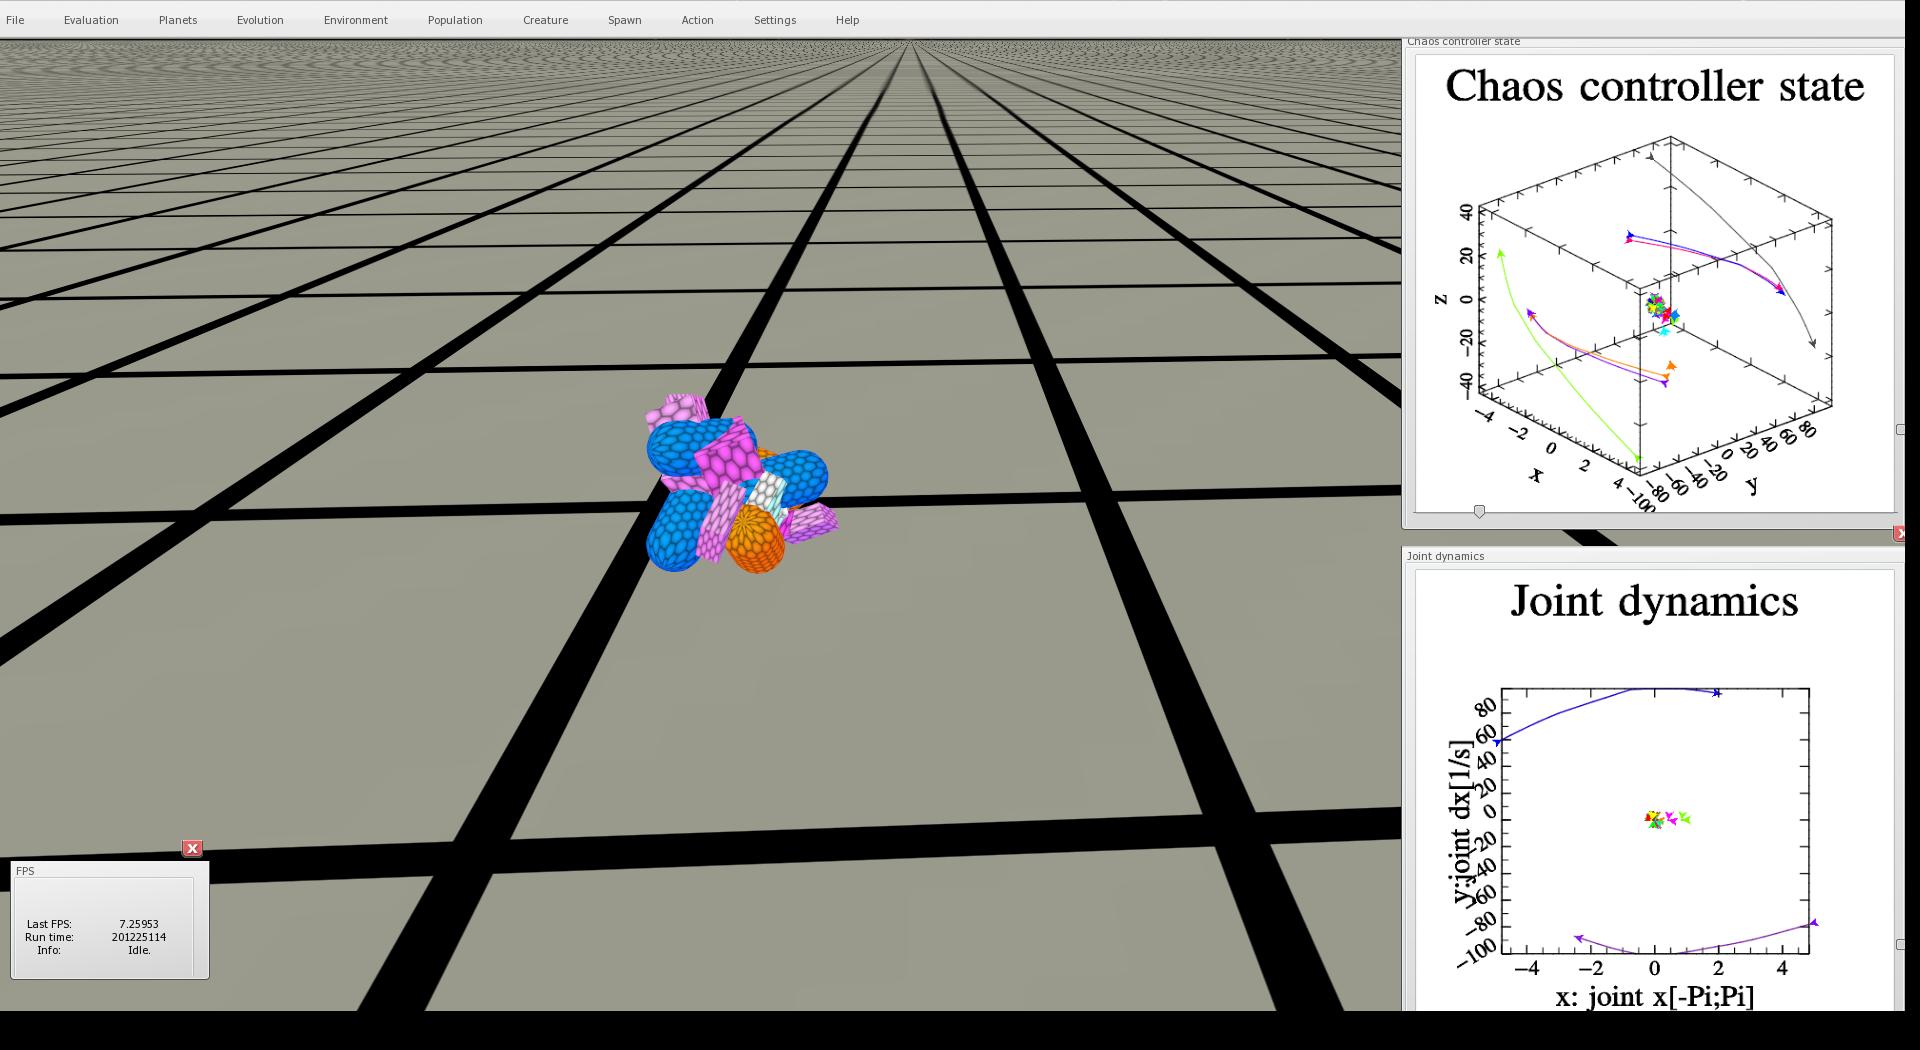 File Evaluation Planets Evolution Environment Population Creature Spawn Action Settings Help
Chaos controller state
Chaos controller state
40
20
0
−20
−40
z
−4 −2 0 2 4
x
−100 −80 −60 −40 −20 0 20 40 60 80
y
Joint dynamics
Joint dynamics
80
60
40
20
0
−20
−40
−60
−80
−100
y:joint dx[1/s]
−4 −2 0 2 4
x: joint x[-Pi;Pi]
X
FPS
Last FPS: 7.25953
Run time: 201225114
Info: Idle.